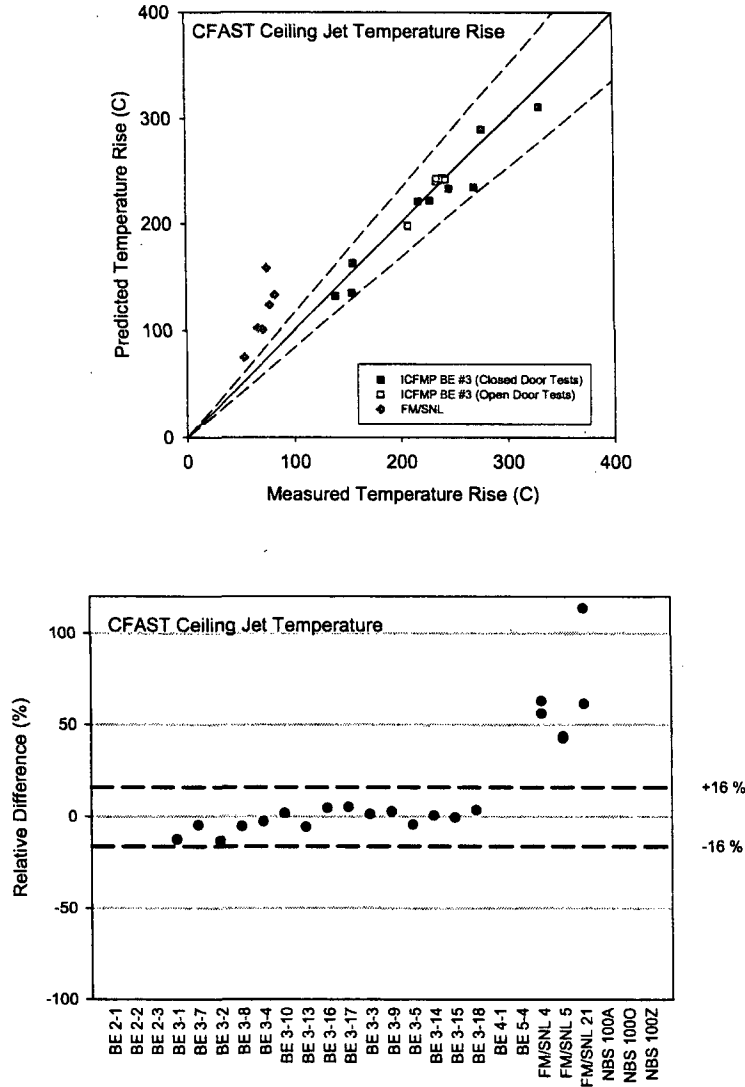 CFAST Ceiling Jet Temperature Rise
400
300
200
100
0
Predicted Temperature Rise (C)
ICFMP BE #3 (Closed Door Tests)
ICFMP BE #3 (Open Door Tests)
FM/SNL
0 100 200 300 400
Measured Temperature Rise (C)
CFAST Ceiling Jet Temperature
100
50
0
-50
-100
Relative Difference (%)
+16 %
-16 %
BE 2-1
BE 2-2
BE 2-3
BE 3-1
BE 3-7
BE 3-2
BE 3-8
BE 3-4
BE 3-10
BE 3-13
BE 3-16
BE 3-17
BE 3-3
BE 3-9
BE 3-5
BE 3-14
BE 3-15
BE 3-18
BE 4-1
BE 5-4
FM/SNL 4
FM/SNL 5
FM/SNL 21
NBS 100A
NBS 100O
NBS 100Z